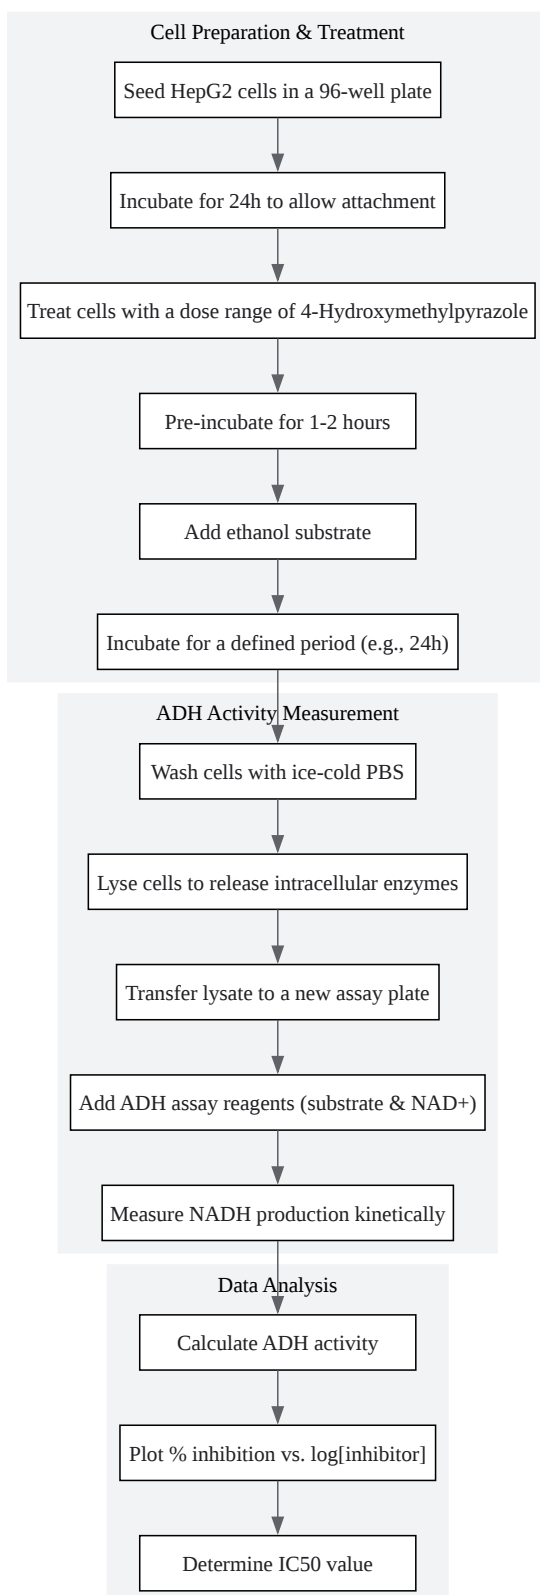 Cell Preparation & Treatment
Seed HepG2 cells in a 96-well plate
Incubate for 24h to allow attachment
Treat cells with a dose range of 4-Hydroxymethylpyrazole
Pre-incubate for 1-2 hours
Add ethanol substrate
Incubate for a defined period (e.g., 24h)
ADH Activity Measurement
Wash cells with ice-cold PBS
Lyse cells to release intracellular enzymes
Transfer lysate to a new assay plate
Add ADH assay reagents (substrate & NAD+)
Measure NADH production kinetically
Data Analysis
Calculate ADH activity
Plot % inhibition vs. log[inhibitor]
Determine IC50 value